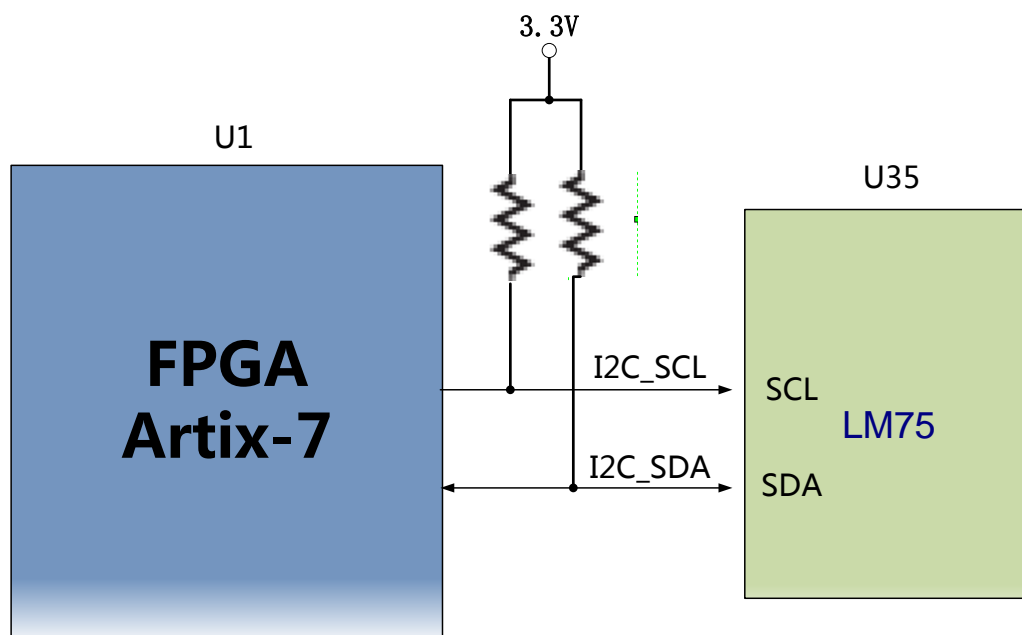 3.3V
U1
U35
FPGA
Artix-7
I2C_SCL
SCL
LM75
I2C_SDA
SDA